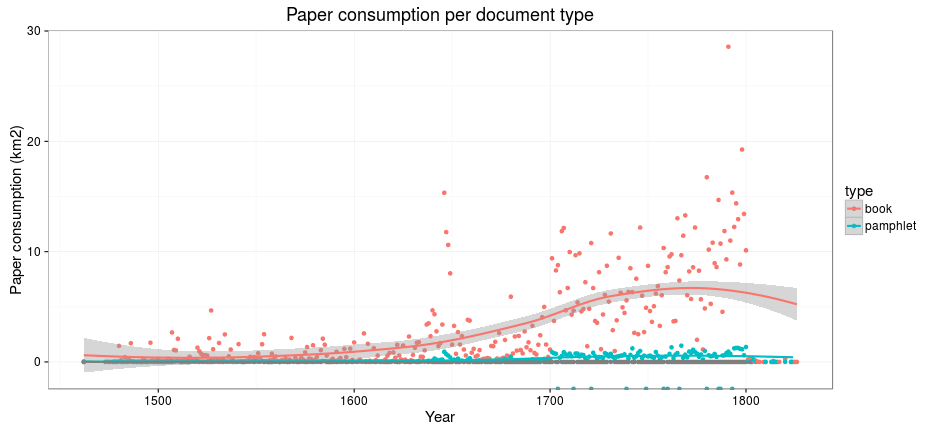 Paper consumption per document type
30
20
10
0
Paper consumption (km2)
1500
1600
1700
1800
Year
type
book
pamphlet